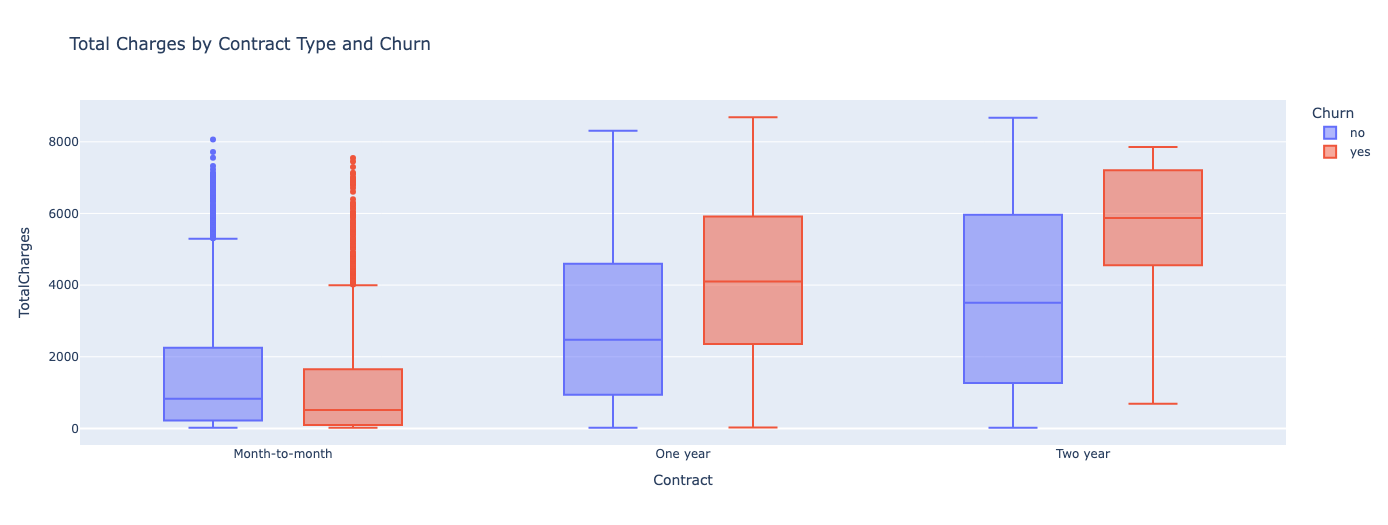 Total Charges by Contract Type and Churn
Churn
no
yes
TotalCharges
8000
6000
4000
2000
0
Month-to-month
One year
Two year
Contract